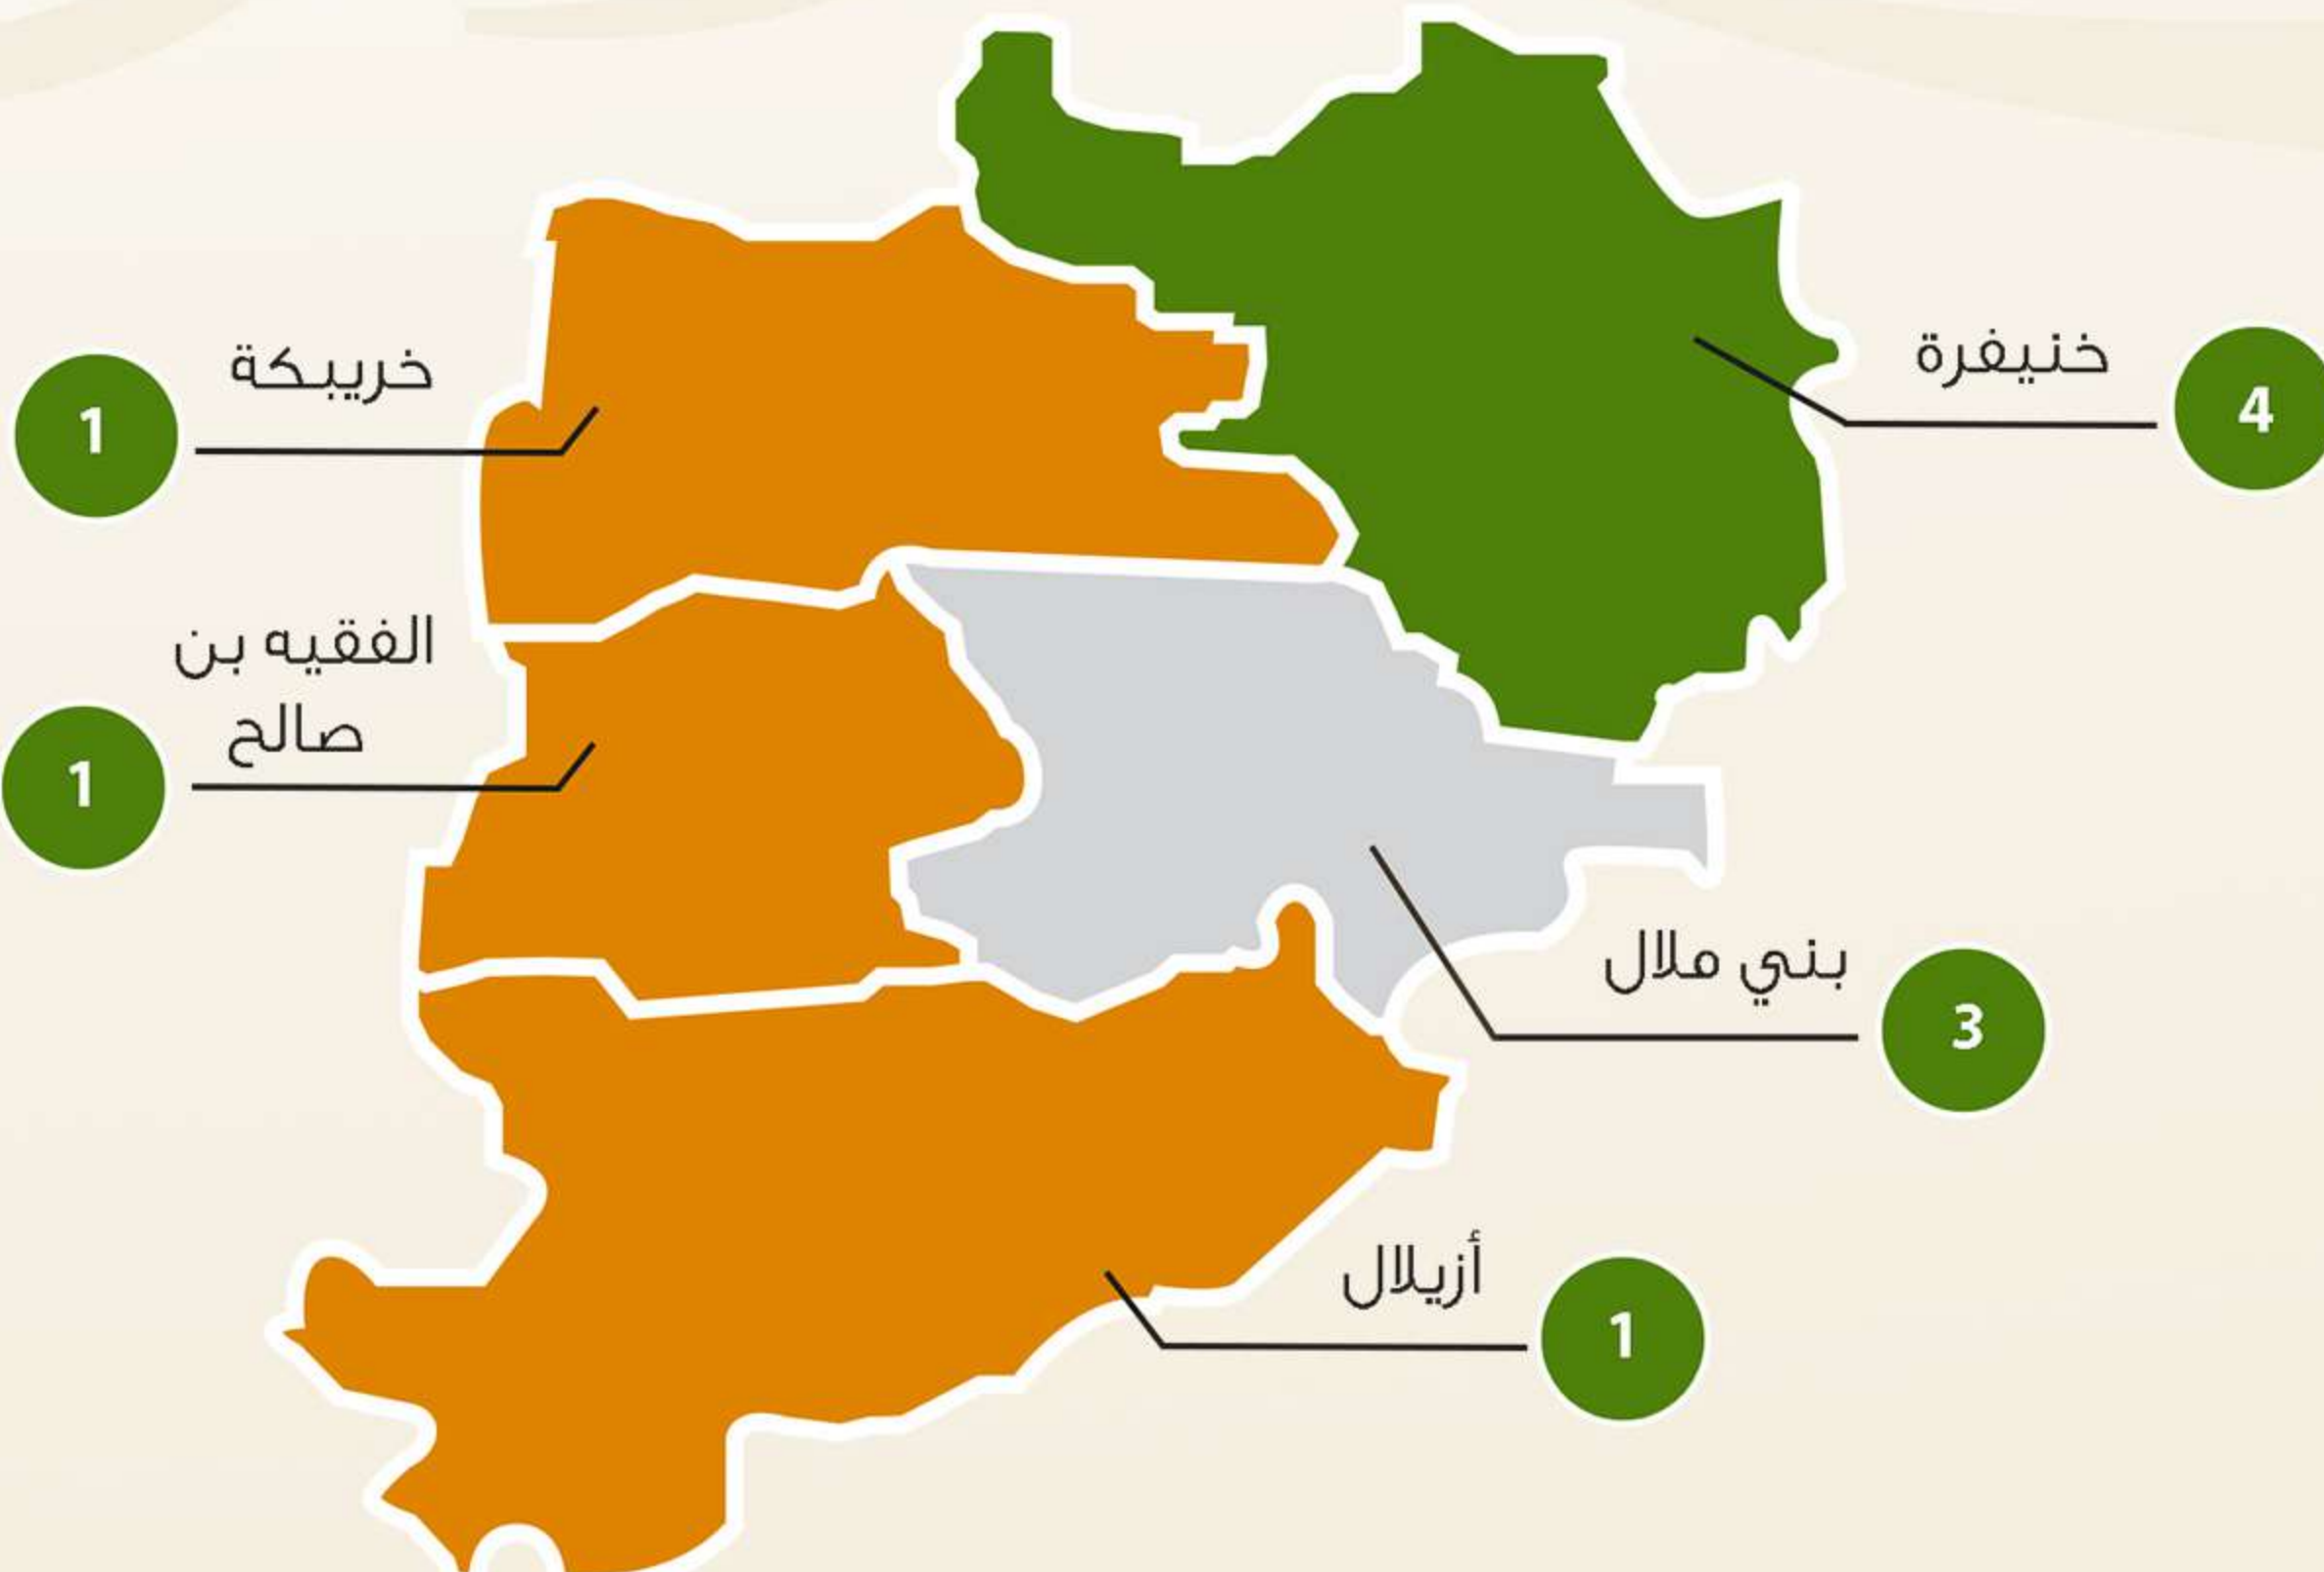 خنيفرة
4
خريبكة
1
الفقيه بن
صالح
1
بني ملال
3
أزيلال
1